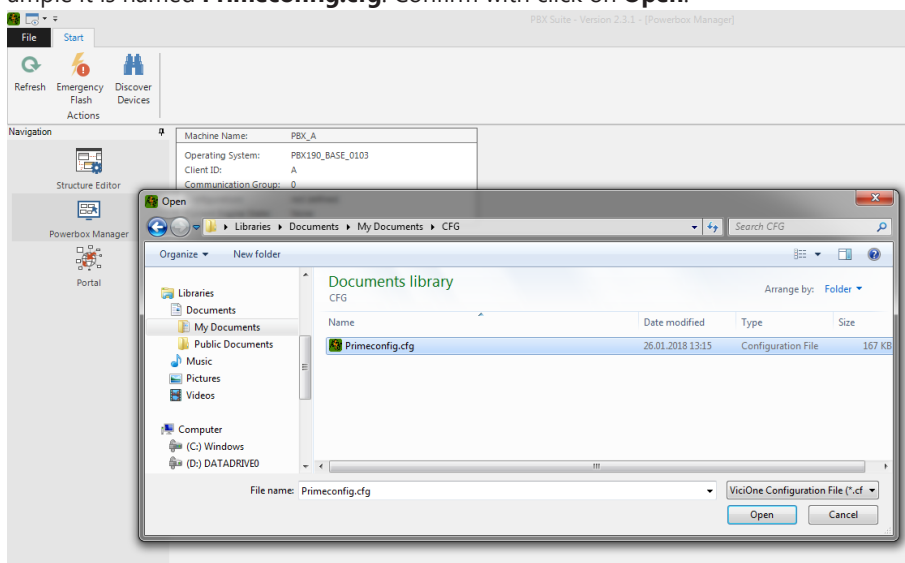 ample it is named Primeconfig.cfg. Confirm with click on Open.
PBX Suite - Version 2.3.1 - [Powerbox Manager]
File Start
Refresh Emergency Flash Discover Devices
Actions
Navigation
Structure Editor
Powerbox Manager
Portal
Machine Name: PBX_A
Operating System: PBX190_BASE_0103
Client ID: A
Communication Group: 0
Open
Libraries Documents My Documents CFG
Search CFG
Organize New folder
Libraries
Documents
My Documents
Public Documents
Music
Pictures
Videos
Computer
(C:) Windows
(D:) DATADRIVE0
Documents library
CFG
Arrange by: Folder
Name Date modified Type Size
Primeconfig.cfg 26.01.2018 13:15 Configuration File 167 KB
File name: Primeconfig.cfg
ViciOne Configuration File (*.cf
Open Cancel